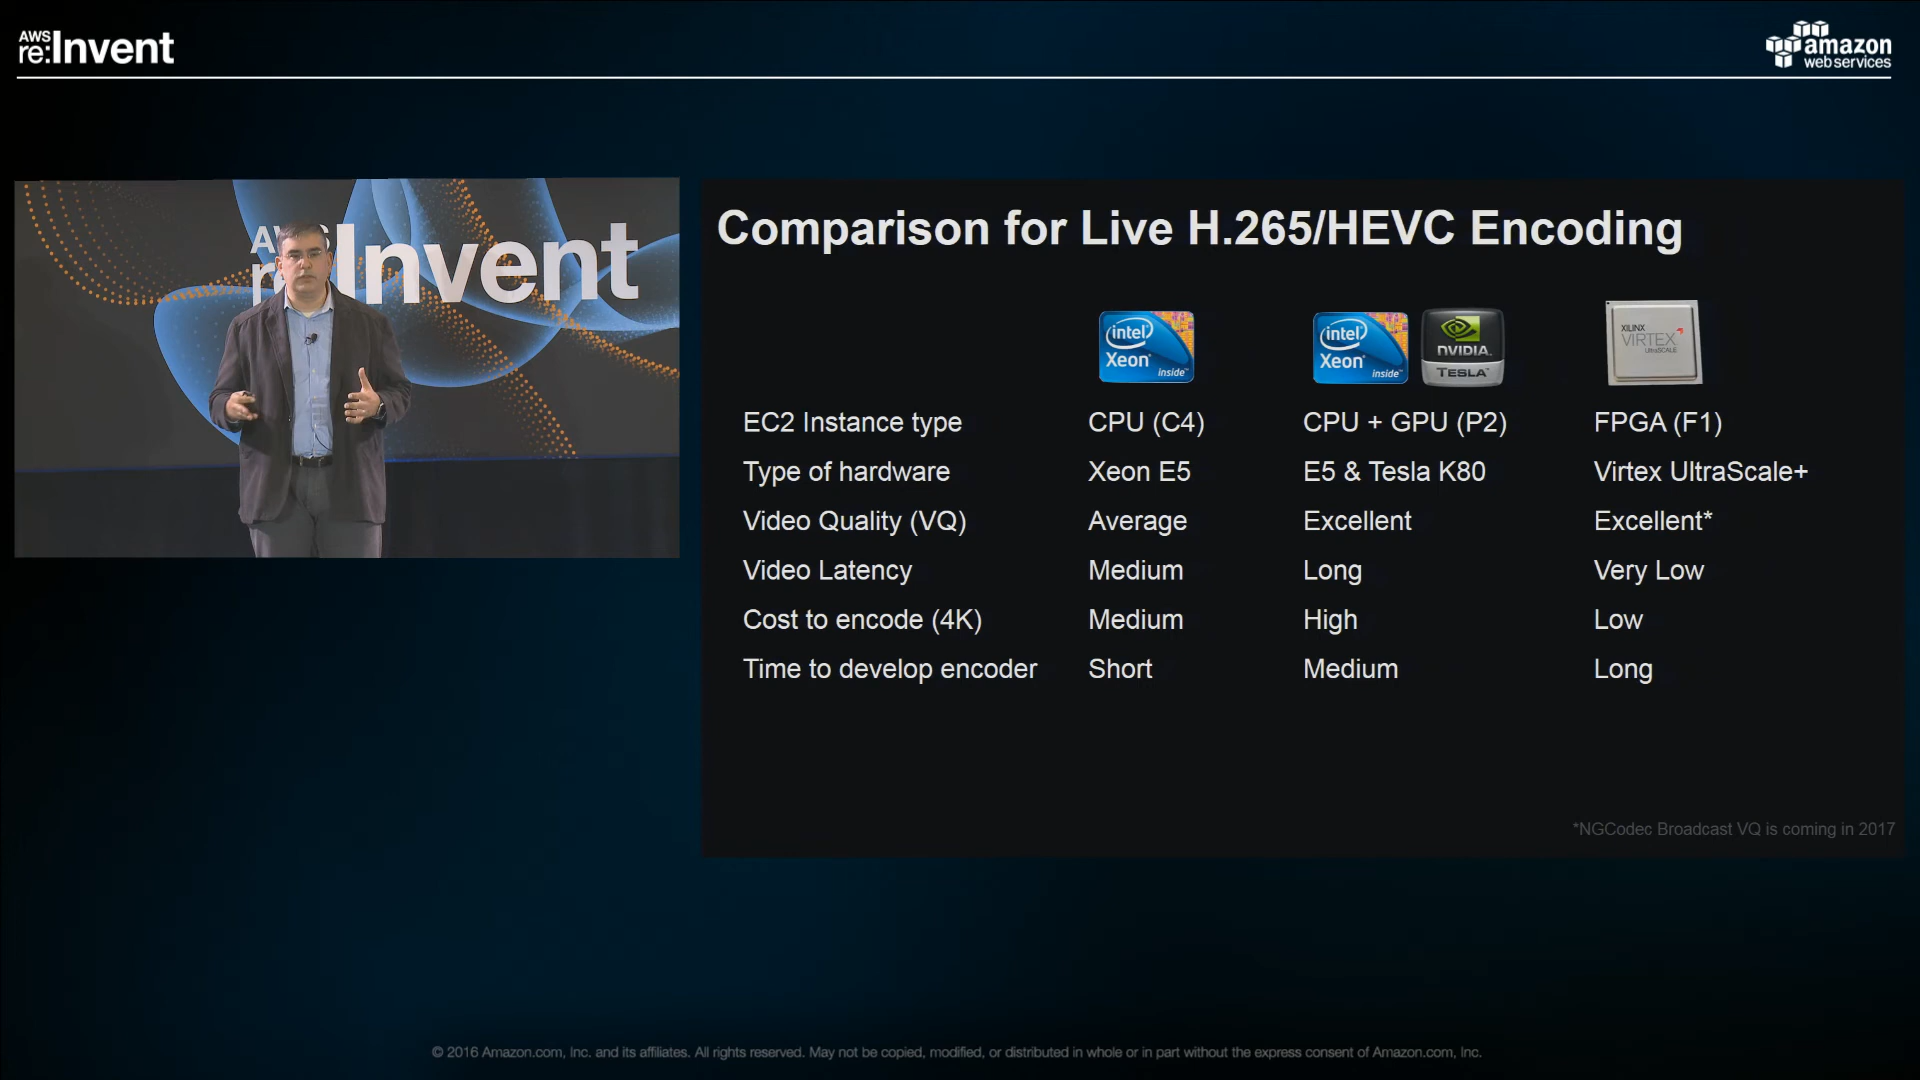 AWS
re:Invent
amazon
web services
AWS
re:Invent
Comparison for Live H.265/HEVC Encoding
intel Xeon inside
intel Xeon inside
NVIDIA TESLA
XILINX VIRTEX UltraSCALE
EC2 Instance type CPU (C4) CPU + GPU (P2) FPGA (F1)
Type of hardware Xeon E5 E5 & Tesla K80 Virtex UltraScale+
Video Quality (VQ) Average Excellent Excellent*
Video Latency Medium Long Very Low
Cost to encode (4K) Medium High Low
Time to develop encoder Short Medium Long
*NGCodec Broadcast VQ is coming in 2017
© 2016 Amazon.com, Inc. and its affiliates. All rights reserved. May not be copied, modified, or distributed in whole or in part without the express consent of Amazon.com, Inc.